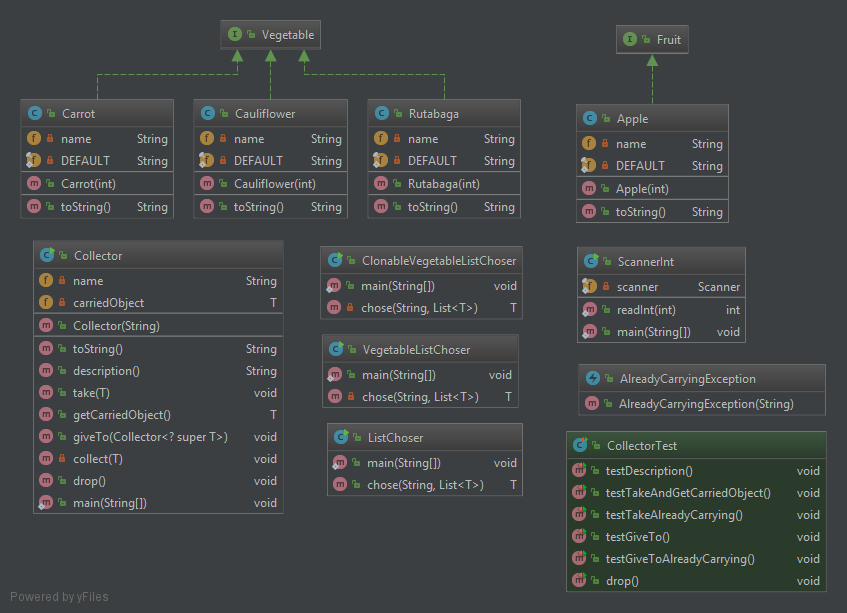 I Vegetable
I Fruit
C Carrot
f name String
f DEFAULT String
m Carrot(int)
m toString() String
C Cauliflower
f name String
f DEFAULT String
m Cauliflower(int)
m toString() String
C Rutabaga
f name String
f DEFAULT String
m Rutabaga(int)
m toString() String
C Apple
f name String
f DEFAULT String
m Apple(int)
m toString() String
C Collector
f name String
f carriedObject T
m Collector(String)
m toString() String
m description() String
m take(T) void
m getCarriedObject() T
m giveTo(Collector<? super T>) void
m collect(T) void
m drop() void
m main(String[]) void
C ClonableVegetableListChoser
m main(String[]) void
m chose(String, List<T>) T
C VegetableListChoser
m main(String[]) void
m chose(String, List<T>) T
C ListChoser
m main(String[]) void
m chose(String, List<T>) T
C ScannerInt
f scanner Scanner
m readInt(int) int
m main(String[]) void
AlreadyCarryingException
m AlreadyCarryingException(String)
C CollectorTest
m testDescription() void
m testTakeAndGetCarriedObject() void
m testTakeAlreadyCarrying() void
m testGiveTo() void
m testGiveToAlreadyCarrying() void
m drop() void
Powered by yFiles